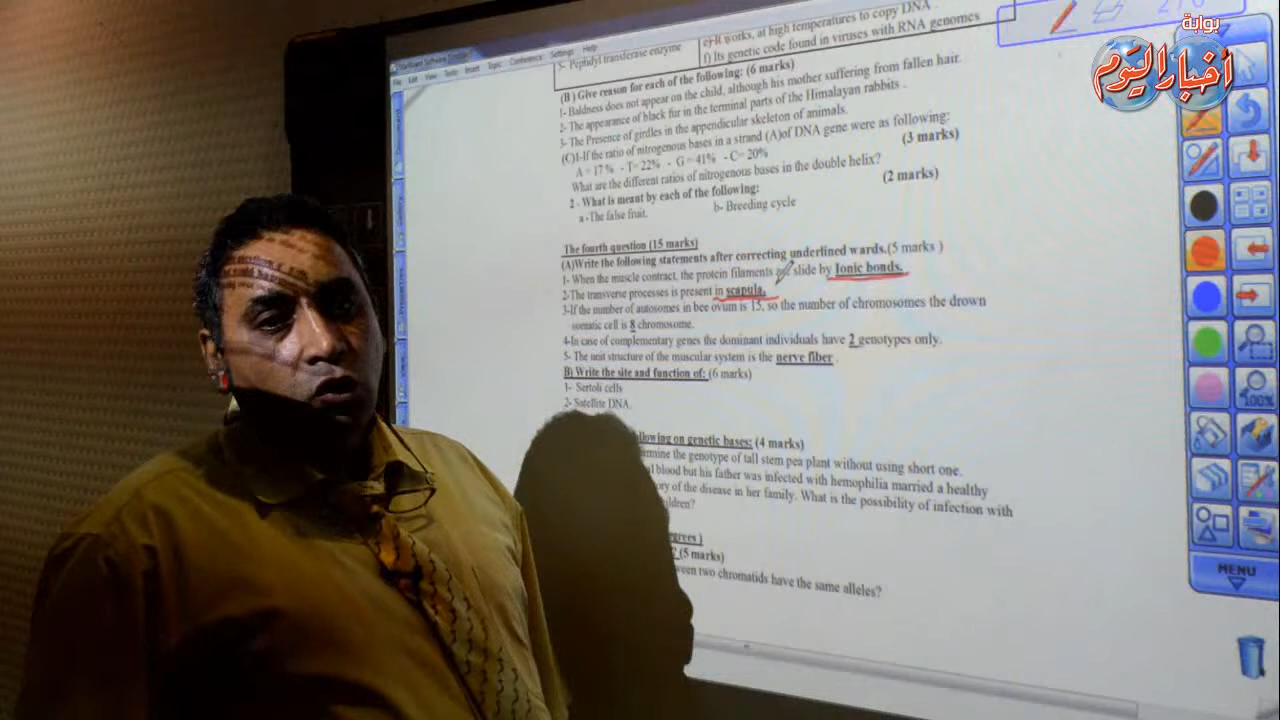 بوابة
أخبار اليوم
works, at high temperatures to copy DNA .
5- Peptidyl transferase enzyme
f) Its genetic code found in viruses with RNA genomes
(B ) Give reason for each of the following: (6 marks)
1- Baldness does not appear on the child, although his mother suffering from fallen hair.
2- The appearance of black fur in the terminal parts of the Himalayan rabbits .
3- The Presence of girdles in the appendicular skeleton of animals.
(C)1-If the ratio of nitrogenous bases in a strand (A)of DNA gene were as following:
A = 17 % - T= 22% - G = 41% - C= 20%
(3 marks)
What are the different ratios of nitrogenous bases in the double helix?
2 - What is meant by each of the following:
(2 marks)
a -The false fruit.
b- Breeding cycle
The fourth question (15 marks)
(A)Write the following statements after correcting underlined wards.(5 marks )
1- When the muscle contract, the protein filaments slide by Ionic bonds.
2-The transverse processes is present in scapula.
3-If the number of autosomes in bee ovum is 15, so the number of chromosomes the drown
somatic cell is 8 chromosome.
4-In case of complementary genes the dominant individuals have 2 genotypes only.
5- The unit structure of the muscular system is the nerve fiber .
B) Write the site and function of: (6 marks)
1- Sertoli cells
2- Satellite DNA.
llowing on genetic bases: (4 marks)
rmine the genotype of tall stem pea plant without using short one.
al blood but his father was infected with hemophilia married a healthy
ory of the disease in her family. What is the possibility of infection with
ildren?
egrees )
? (5 marks)
ween two chromatids have the same alleles?
100%
MENU